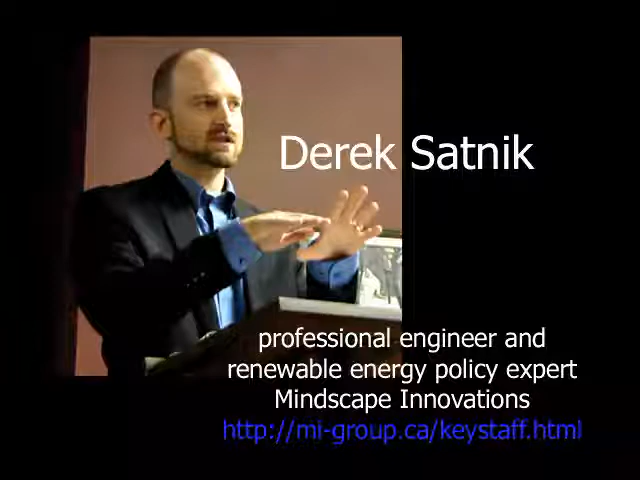 Derek Satnik
professional engineer and
renewable energy policy expert
Mindscape Innovations
http://mi-group.ca/keystaff.html